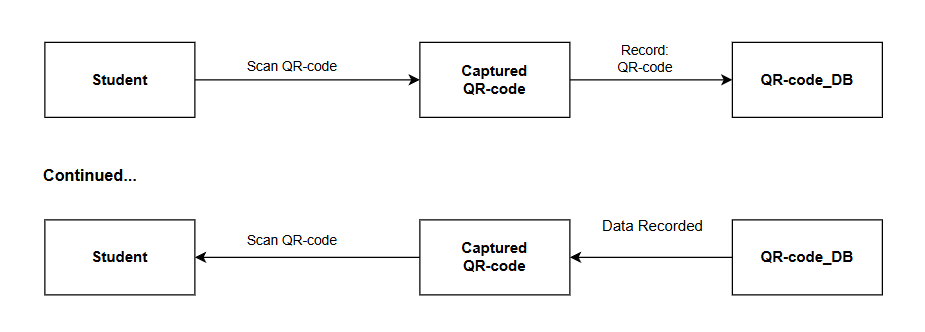 Student
Scan QR-code
Captured
QR-code
Record:
QR-code
QR-code_DB
Continued...
Student
Scan QR-code
Captured
QR-code
Data Recorded
QR-code_DB